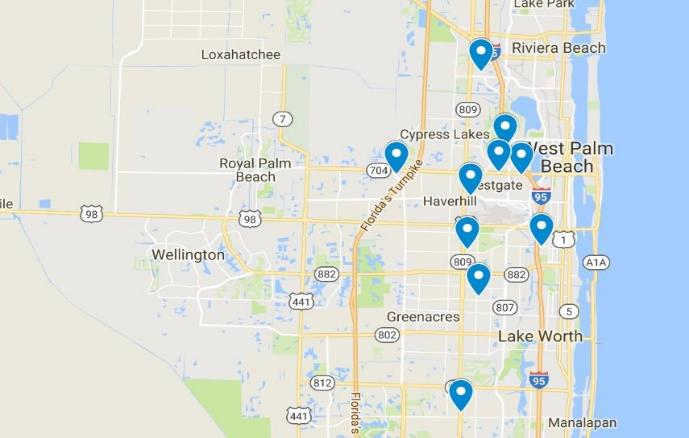 Lake Park
Riviera Beach
Loxahatchee
809
7
Cypress Lakes
West Palm
Beach
Royal Palm
Beach
704
Florida's Turnpike
estgate
Haverhill
95
ile
98
98
1
Wellington
809
A1A
882
882
441
807
5
Greenacres
802
Lake Worth
812
95
Florida's
441
Manalapan